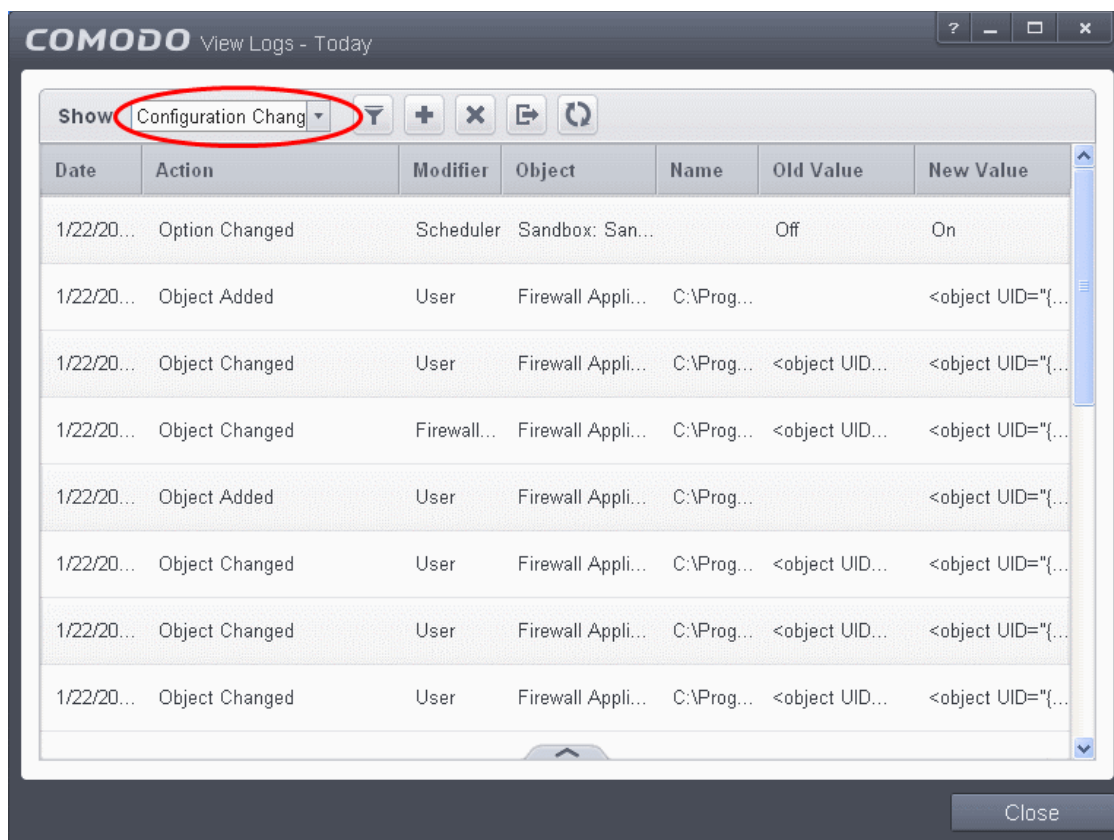 COMODO View Logs - Today
?
Show Configuration Chang
Date Action Modifier Object Name Old Value New Value
1/22/20... Option Changed Scheduler Sandbox: San... Off On
1/22/20... Object Added User Firewall Appli... C:\Prog... <object UID="{...
1/22/20... Object Changed User Firewall Appli... C:\Prog... <object UID... <object UID="{...
1/22/20... Object Changed Firewall... Firewall Appli... C:\Prog... <object UID... <object UID="{...
1/22/20... Object Added User Firewall Appli... C:\Prog... <object UID="{...
1/22/20... Object Changed User Firewall Appli... C:\Prog... <object UID... <object UID="{...
1/22/20... Object Changed User Firewall Appli... C:\Prog... <object UID... <object UID="{...
1/22/20... Object Changed User Firewall Appli... C:\Prog... <object UID... <object UID="{...
Close